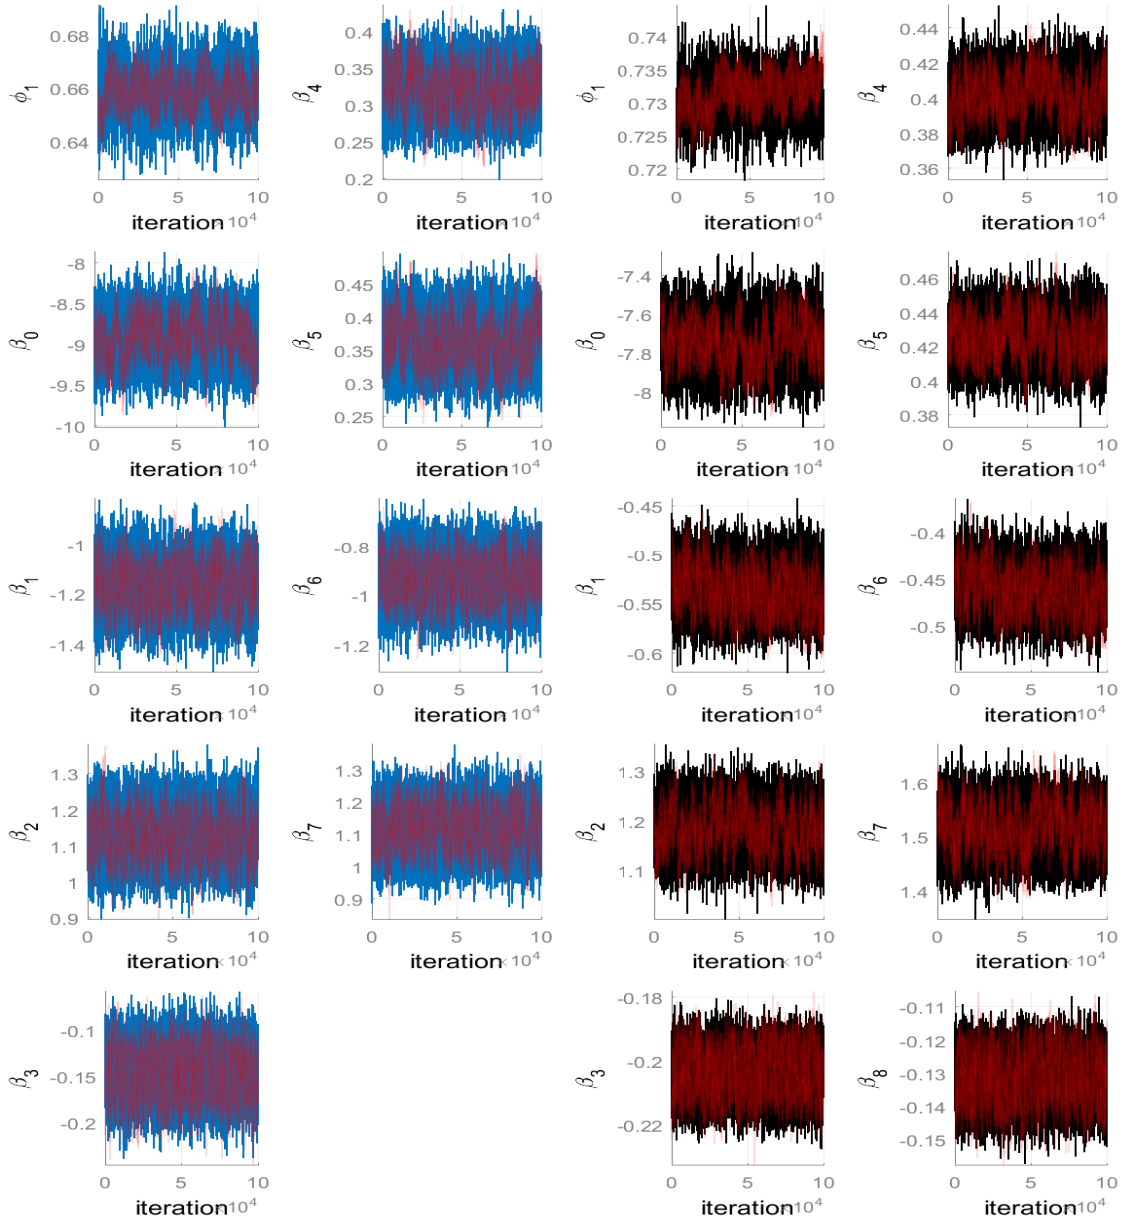 0.68
0.66
0.64
ϕ1
0 5 10
iteration × 10^4
0.4
0.35
0.3
0.25
0.2
β4
0 5 10
iteration × 10^4
0.74
0.735
0.73
0.725
0.72
ϕ1
0 5 10
iteration × 10^4
0.44
0.42
0.4
0.38
0.36
β4
0 5 10
iteration × 10^4
-8
-8.5
-9
-9.5
-10
β0
0 5 10
iteration × 10^4
0.45
0.4
0.35
0.3
0.25
β5
0 5 10
iteration × 10^4
-7.4
-7.6
-7.8
-8
β0
0 5 10
iteration × 10^4
0.46
0.44
0.42
0.4
0.38
β5
0 5 10
iteration × 10^4
-1
-1.2
-1.4
β1
0 5 10
iteration × 10^4
-0.8
-1
-1.2
β6
0 5 10
iteration × 10^4
-0.45
-0.5
-0.55
-0.6
β1
0 5 10
iteration × 10^4
-0.4
-0.45
-0.5
β6
0 5 10
iteration × 10^4
1.3
1.2
1.1
1
0.9
β2
0 5 10
iteration × 10^4
1.3
1.2
1.1
1
0.9
β7
0 5 10
iteration × 10^4
1.3
1.2
1.1
β2
0 5 10
iteration × 10^4
1.6
1.5
1.4
β7
0 5 10
iteration × 10^4
-0.1
-0.15
-0.2
β3
0 5 10
iteration × 10^4
-0.18
-0.2
-0.22
β3
0 5 10
iteration × 10^4
-0.11
-0.12
-0.13
-0.14
-0.15
β8
0 5 10
iteration × 10^4